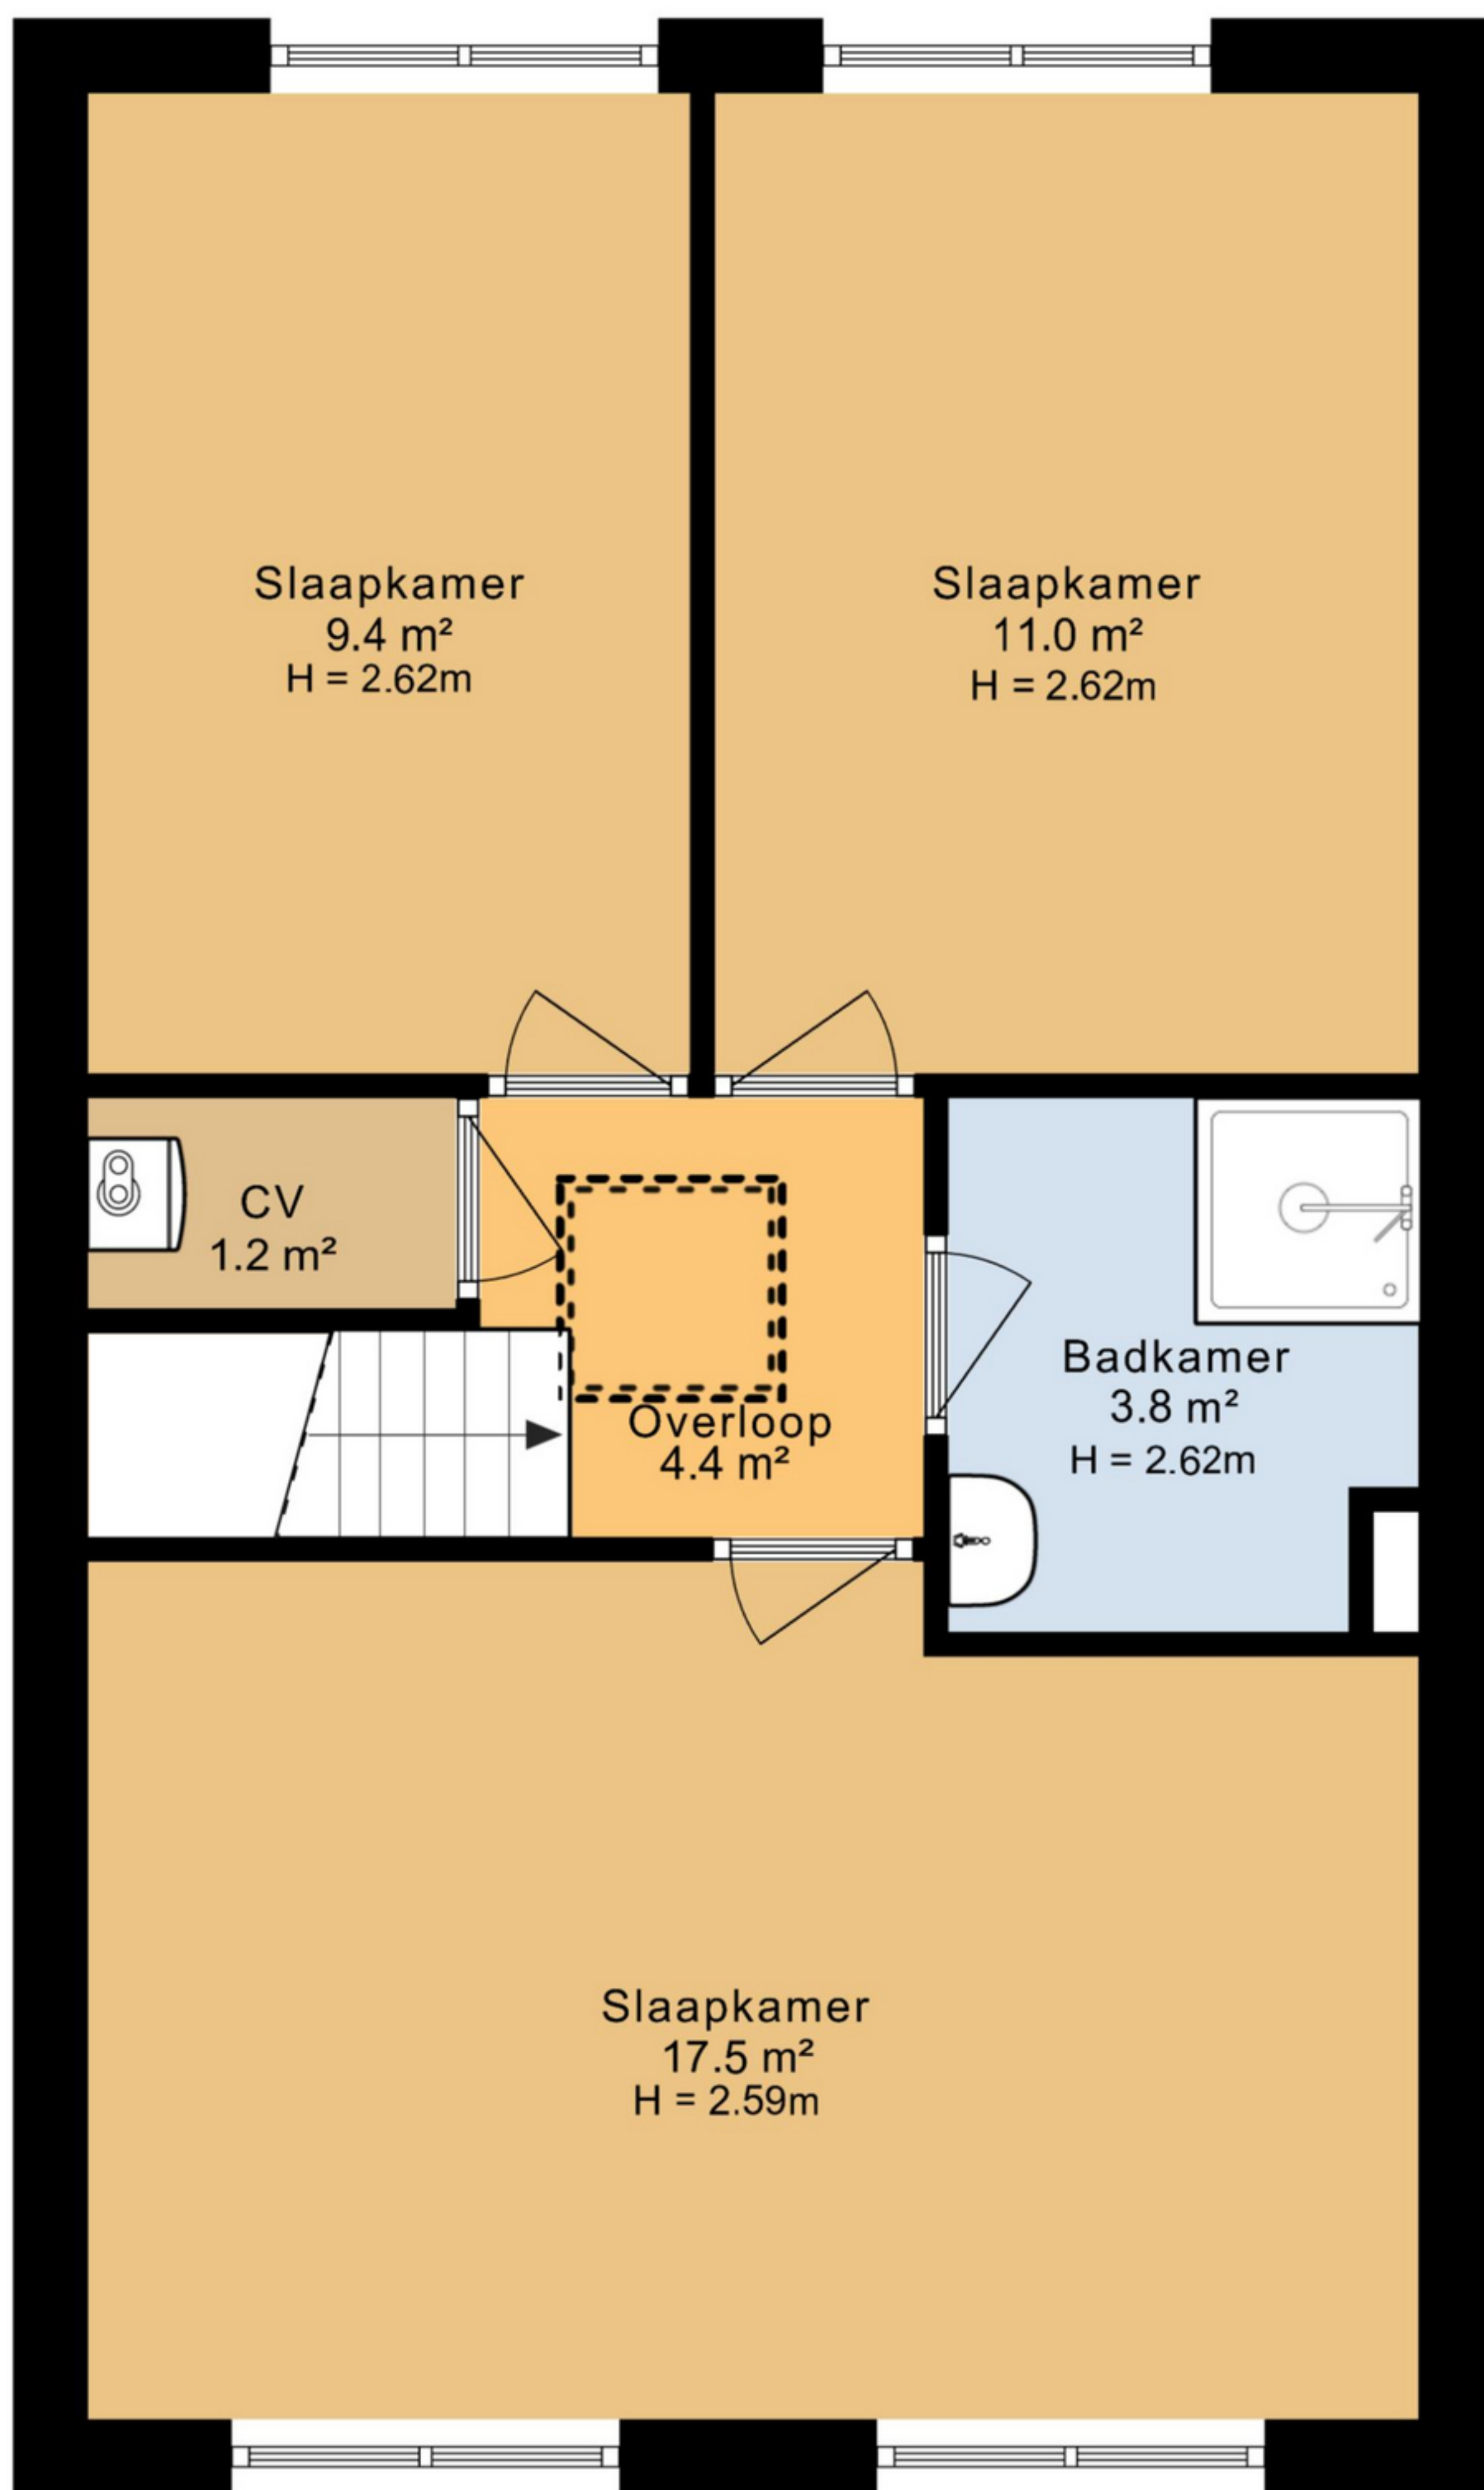 Slaapkamer
9.4 m²
H = 2.62m
Slaapkamer
11.0 m²
H = 2.62m
CV
1.2 m²
Badkamer
3.8 m²
H = 2.62m
Overloop
4.4 m²
Slaapkamer
17.5 m²
H = 2.59m